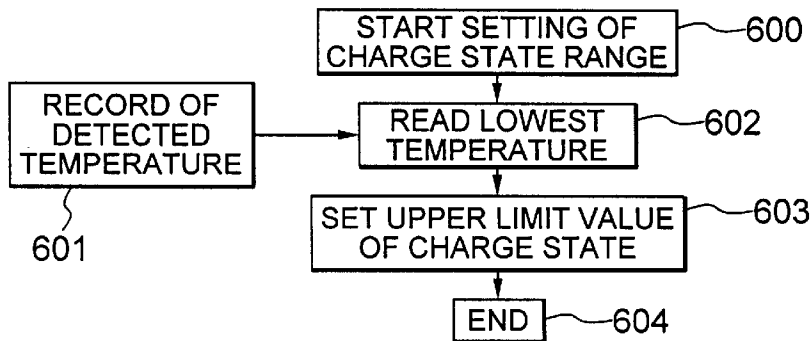 START SETTING OF
CHARGE STATE RANGE
600
RECORD OF
DETECTED
TEMPERATURE
601
READ LOWEST
TEMPERATURE
602
SET UPPER LIMIT VALUE
OF CHARGE STATE
603
END
604